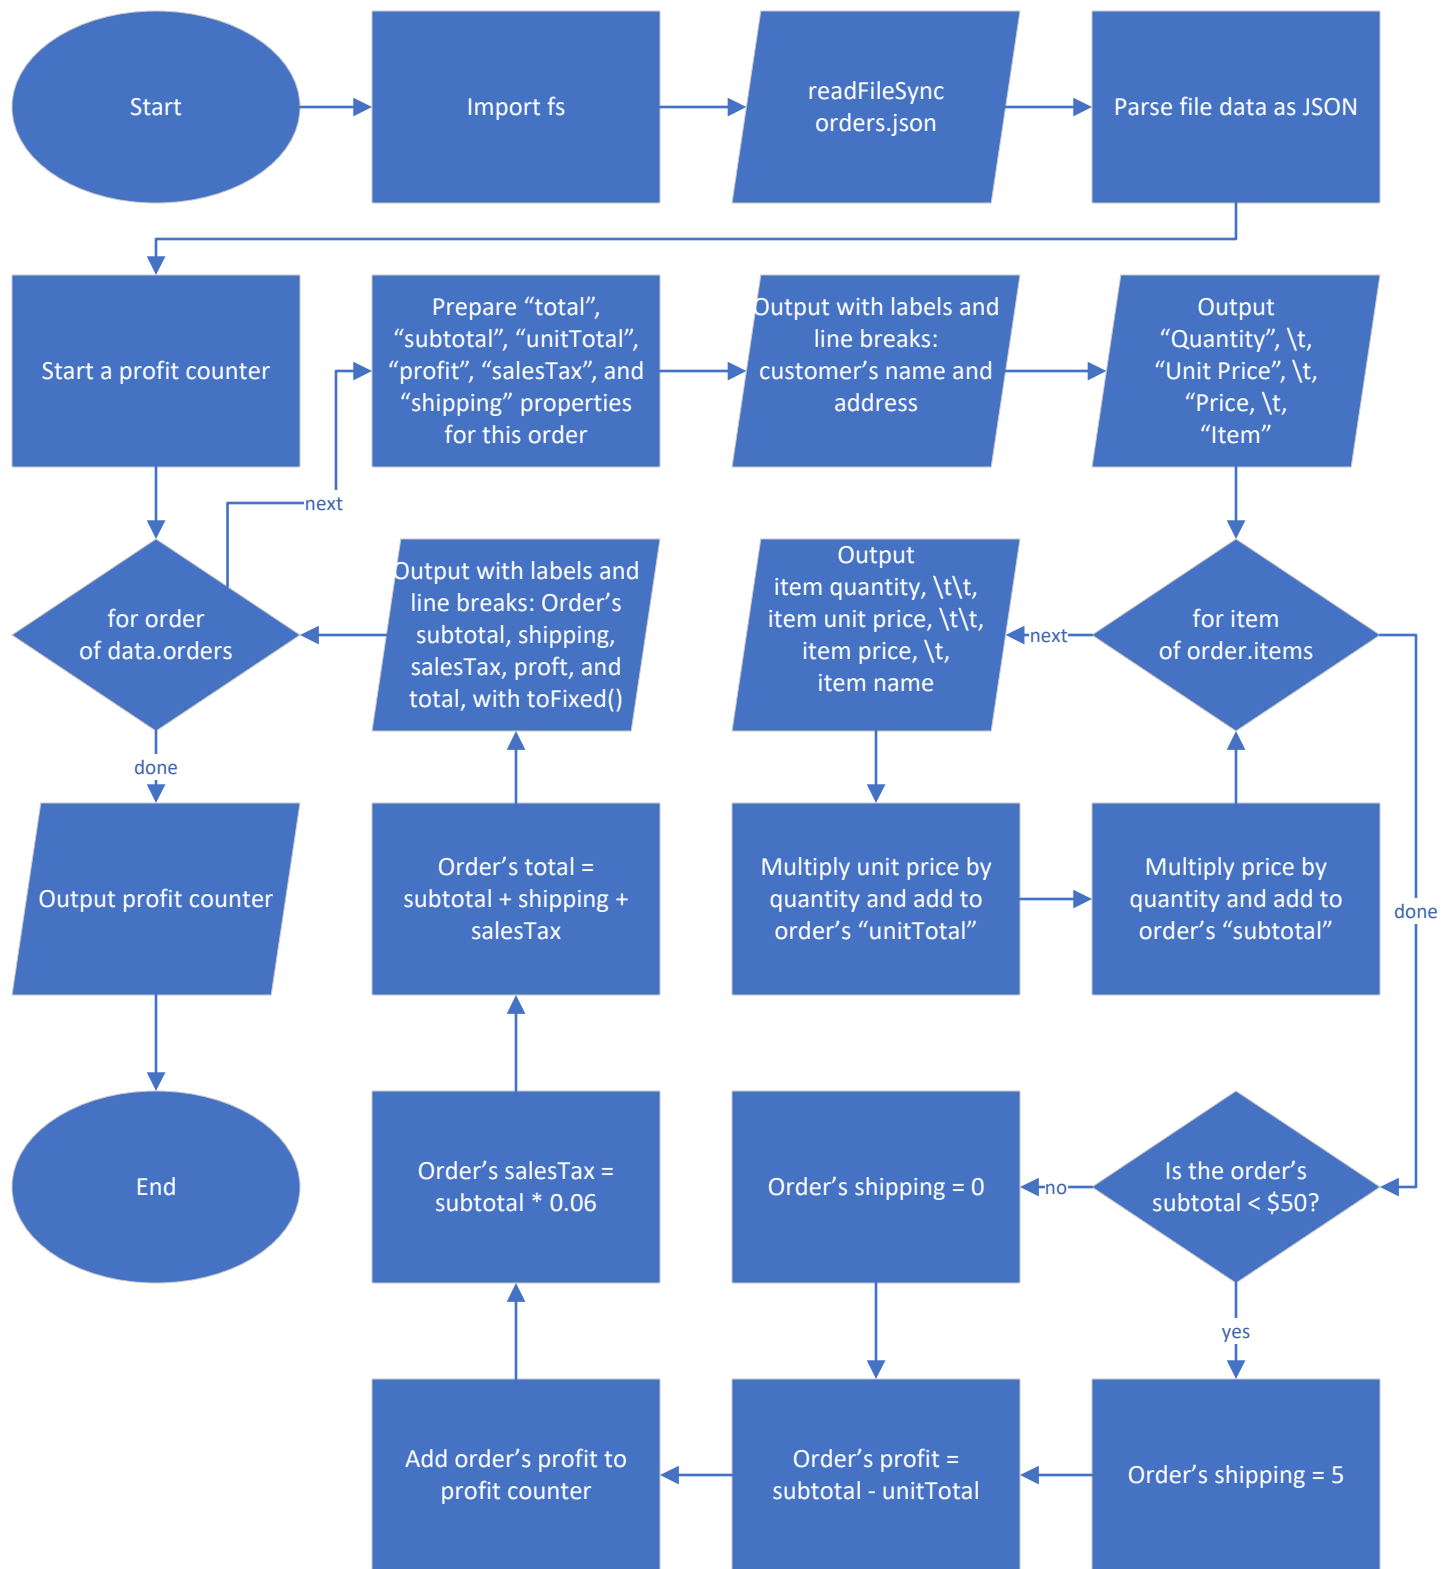 Start
Import fs
readFileSync
orders.json
Parse file data as JSON
Start a profit counter
Prepare “total”,
“subtotal”, “unitTotal”,
“profit”, “salesTax”, and
“shipping” properties
for this order
Output with labels and
line breaks:
customer’s name and
address
Output
“Quantity”, \t,
“Unit Price”, \t,
“Price, \t,
“Item”
next
for order
of data.orders
Output with labels and
line breaks: Order’s
subtotal, shipping,
salesTax, proft, and
total, with toFixed()
Output
item quantity, \t\t,
item unit price, \t\t,
item price, \t,
item name
next
for item
of order.items
done
Output profit counter
Order’s total =
subtotal + shipping +
salesTax
Multiply unit price by
quantity and add to
order’s “unitTotal”
Multiply price by
quantity and add to
order’s “subtotal”
done
End
Order’s salesTax =
subtotal * 0.06
Order’s shipping = 0
no
Is the order’s
subtotal < $50?
yes
Add order’s profit to
profit counter
Order’s profit =
subtotal - unitTotal
Order’s shipping = 5